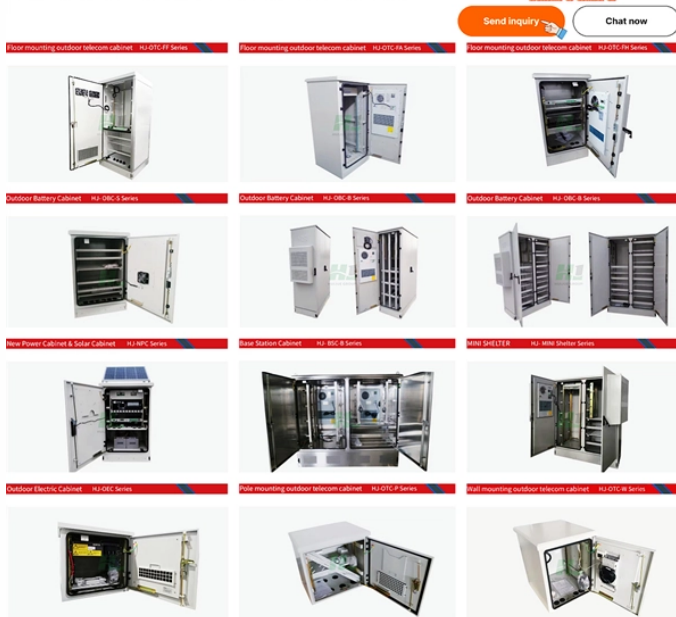 Send inquiry
Chat now
Floor mounting outdoor telecom cabinet HJ-OTC-FF Series
Floor mounting outdoor telecom cabinet HJ-OTC-FA Series
Floor mounting outdoor telecom cabinet HJ-OTC-FH Series
Outdoor Battery Cabinet HJ- OBC-S Series
Outdoor Battery Cabinet HJ- OBC-B Series
Outdoor Battery Cabinet HJ- OBC-B Series
New Power Cabinet & Solar Cabinet HJ-NPC Series
Base Station Cabinet HJ- BSC-B Series
MINI SHELTER HJ- MINI Shelter Series
Outdoor Electric Cabinet HJ-OEC Series
Pole mounting outdoor telecom cabinet HJ-OTC-P Series
Wall mounting outdoor telecom cabinet HJ-OTC-W Series